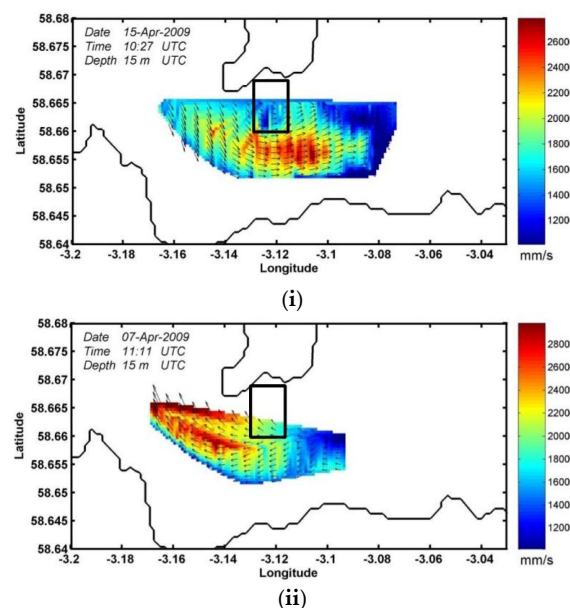 58.68
58.675
58.67
58.665
58.66
58.655
58.65
58.645
58.64
Latitude
Date 15-Apr-2009
Time 10:27 UTC
Depth 15 m
-3.2 -3.18 -3.16 -3.14 -3.12 -3.1 -3.08 -3.06 -3.04
Longitude
2600
2400
2200
2000
1800
1600
1400
1200
mm/s
(i)
58.68
58.675
58.67
58.665
58.66
58.655
58.65
58.645
58.64
Latitude
Date 07-Apr-2009
Time 11:11 UTC
Depth 15 m
-3.2 -3.18 -3.16 -3.14 -3.12 -3.1 -3.08 -3.06 -3.04
Longitude
2800
2600
2400
2200
2000
1800
1600
1400
1200
mm/s
(ii)